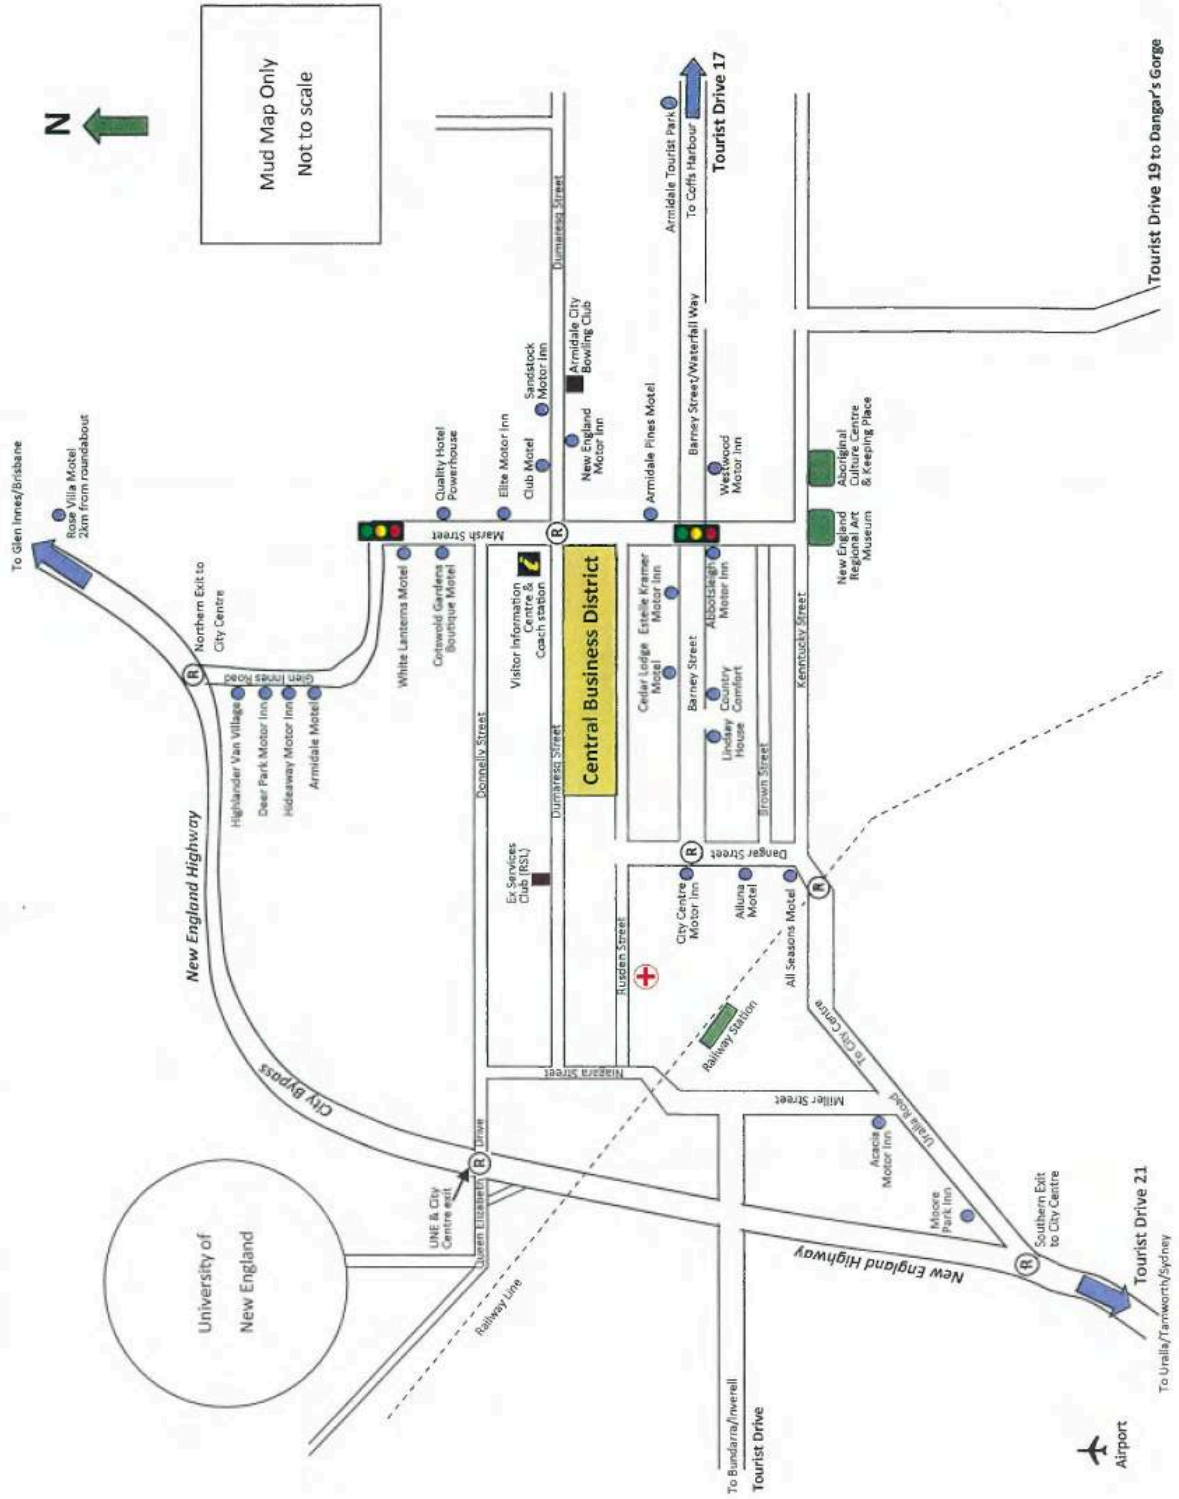 N
Mud Map Only
Not to scale
To Glen Innes/Brisbane
Rose Villa Motel
2km from roundabout
R
Northern Exit to
City Centre
Glen Innes Road
Highlander Van Village
Deer Park Motor Inn
Hideaway Motor Inn
Armidale Motel
New England Highway
City Bypass
University of
New England
White Lanterns Motel
Cotswold Gardens
Boutique Motel
Quality Hotel
Powerhouse
Marsh Street
Elite Motor Inn
Club Motel
Sandstock
Motor Inn
Dumaresq Street
Armidale City
Bowling Club
New England
Motor Inn
R
Donnelly Street
Visitor Information
Centre &
Coach station
i
Dumaresq Street
Central Business District
Ex Services
Club (RSL)
UNE & City
Centre exit
Queen Elizabeth
Drive
R
Niagara Street
Railway Line
Rusden Street
Armidale Tourist Park
To Coffs Harbour
Tourist Drive 17
Armidale Pines Motel
Barney Street/Waterfall Way
Westwood
Motor Inn
Cedar Lodge
Motel
Estelle Kramer
Motor Inn
Barney Street
Abbotsleigh
Motor Inn
Country
Comfort
Lindsay
House
Brown Street
Kenntucky Street
R
Dangar Street
City Centre
Motor Inn
Alluna
Motel
All Seasons Motel
R
Railway Station
To City Centre
Miller Street
Uralla Road
Acacia
Motor Inn
Moore
Park Inn
Aboriginal
Culture Centre
& Keeping Place
New England
Regional Art
Museum
Tourist Drive 19 to Dangar's Gorge
New England Highway
R
Southern Exit
to City Centre
Tourist Drive 21
To Uralla/Tamworth/Sydney
To Bundarra/Inverell
Tourist Drive
Airport